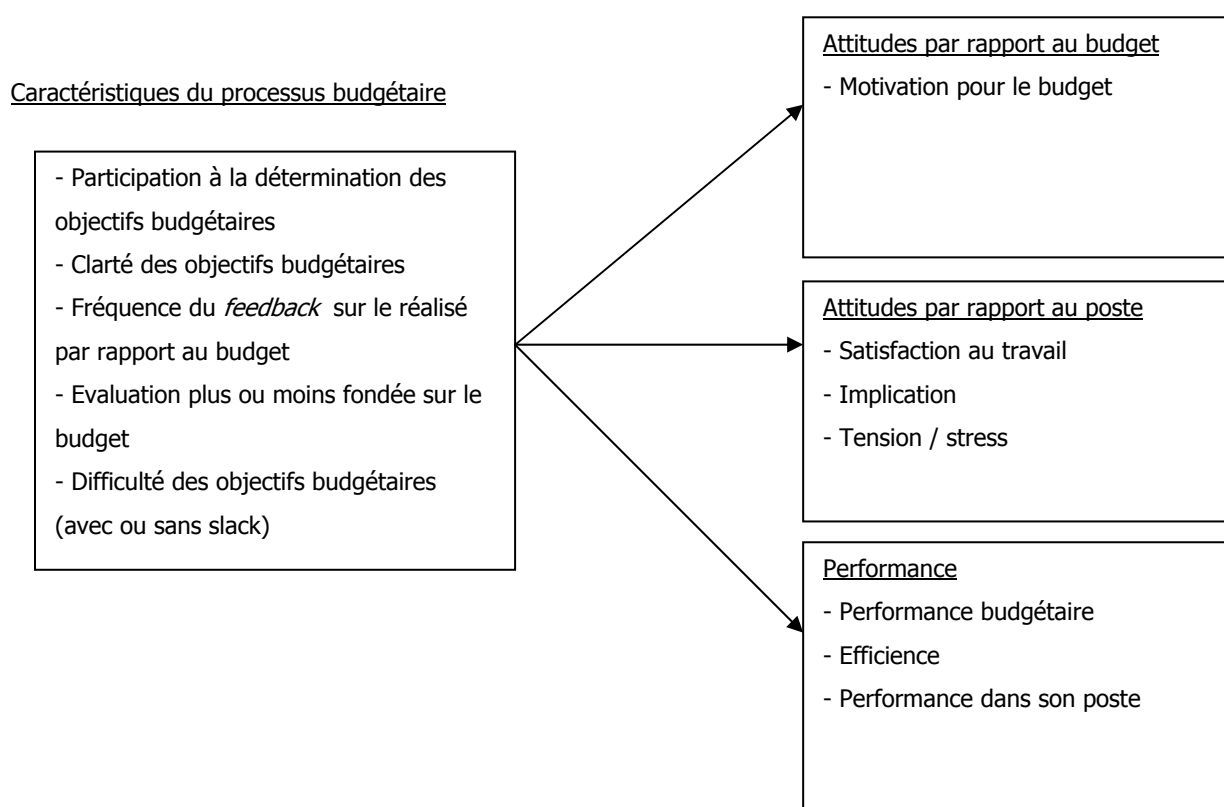 Caractéristiques du processus budgétaire
- Participation à la détermination des
objectifs budgétaires
- Clarté des objectifs budgétaires
- Fréquence du feedback sur le réalisé
par rapport au budget
- Evaluation plus ou moins fondée sur le
budget
- Difficulté des objectifs budgétaires
(avec ou sans slack)
Attitudes par rapport au budget
- Motivation pour le budget
Attitudes par rapport au poste
- Satisfaction au travail
- Implication
- Tension / stress
Performance
- Performance budgétaire
- Efficience
- Performance dans son poste